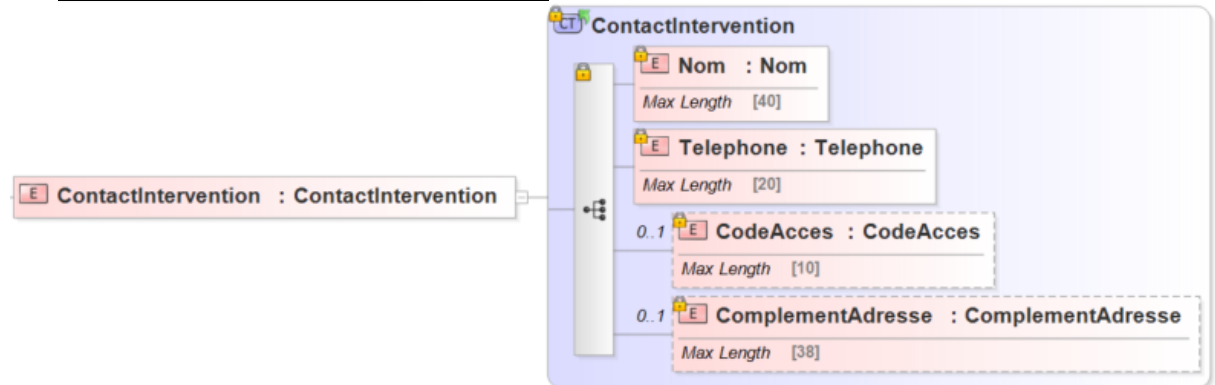 CT ContactIntervention
E Nom : Nom
Max Length [40]
E Telephone : Telephone
Max Length [20]
E ContactIntervention : ContactIntervention
0..1 E CodeAcces : CodeAcces
Max Length [10]
0..1 E ComplementAdresse : ComplementAdresse
Max Length [38]